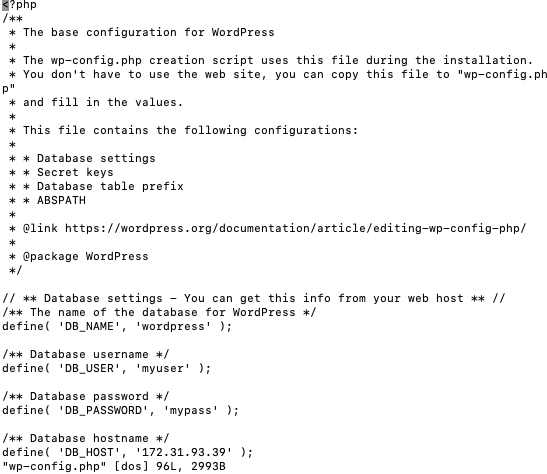 <?php
/**
 * The base configuration for WordPress
 *
 * The wp-config.php creation script uses this file during the installation.
 * You don't have to use the web site, you can copy this file to "wp-config.ph
p"
 * and fill in the values.
 *
 * This file contains the following configurations:
 *
 * * Database settings
 * * Secret keys
 * * Database table prefix
 * * ABSPATH
 *
 * @link https://wordpress.org/documentation/article/editing-wp-config-php/
 *
 * @package WordPress
 */

// ** Database settings - You can get this info from your web host ** //
/** The name of the database for WordPress */
define( 'DB_NAME', 'wordpress' );

/** Database username */
define( 'DB_USER', 'myuser' );

/** Database password */
define( 'DB_PASSWORD', 'mypass' );

/** Database hostname */
define( 'DB_HOST', '172.31.93.39' );
"wp-config.php" [dos] 96L, 2993B